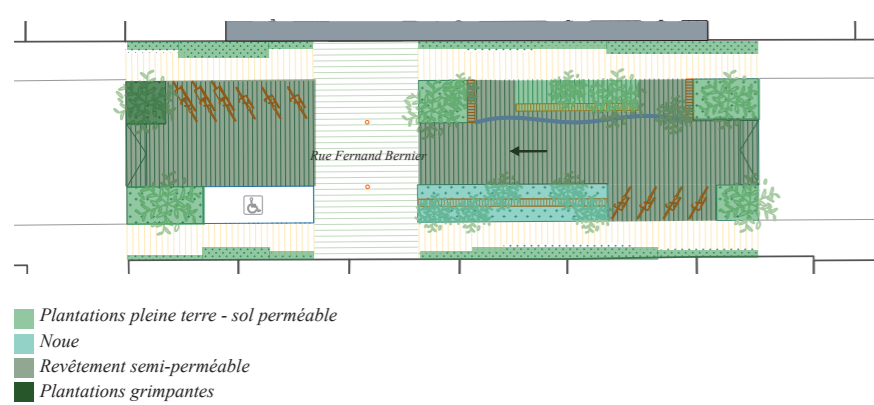 Rue Fernand Bernier
Plantations pleine terre - sol perméable
Noue
Revêtement semi-perméable
Plantations grimpantes